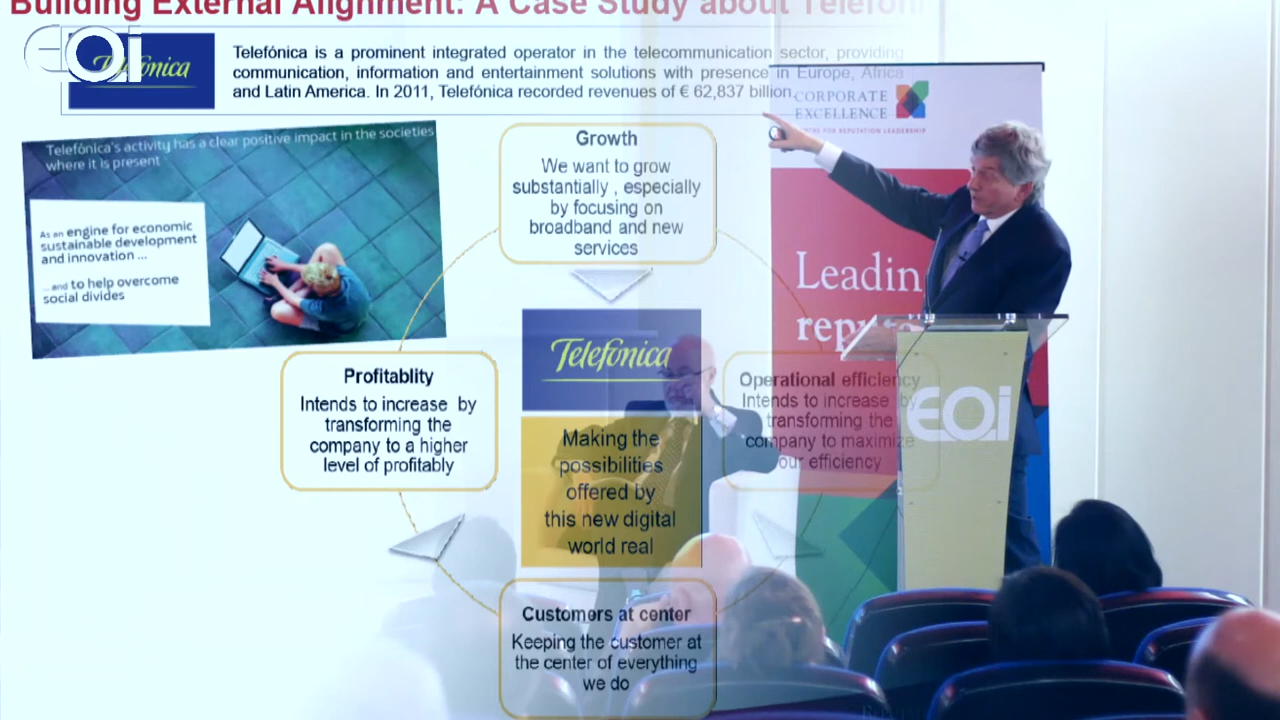 Building External Alignment: A Case Study about Telefón
EOi
Telefónica
Telefónica is a prominent integrated operator in the telecommunication sector, providing
communication, information and entertainment solutions with presence in Europe, Africa
and Latin America. In 2011, Telefónica recorded revenues of € 62,837 billion.
CORPORATE
EXCELLENCE
CENTRE FOR REPUTATION LEADERSHIP
Telefónica's activity has a clear positive impact in the societies
where it is present
As an engine for economic
sustainable development
and innovation ...
... and to help overcome
social divides
Growth
We want to grow
substantially , especially
by focusing on
broadband and new
services
Leadin
Telefónica
Profitablity
Intends to increase by
transforming the
company to a higher
level of profitably
Operational efficiency
Intends to increase by
transforming the
company to maximize
our efficiency
EOi
Making the
possibilities
offered by
this new digital
world real
Customers at center
Keeping the customer at
the center of everything
we do